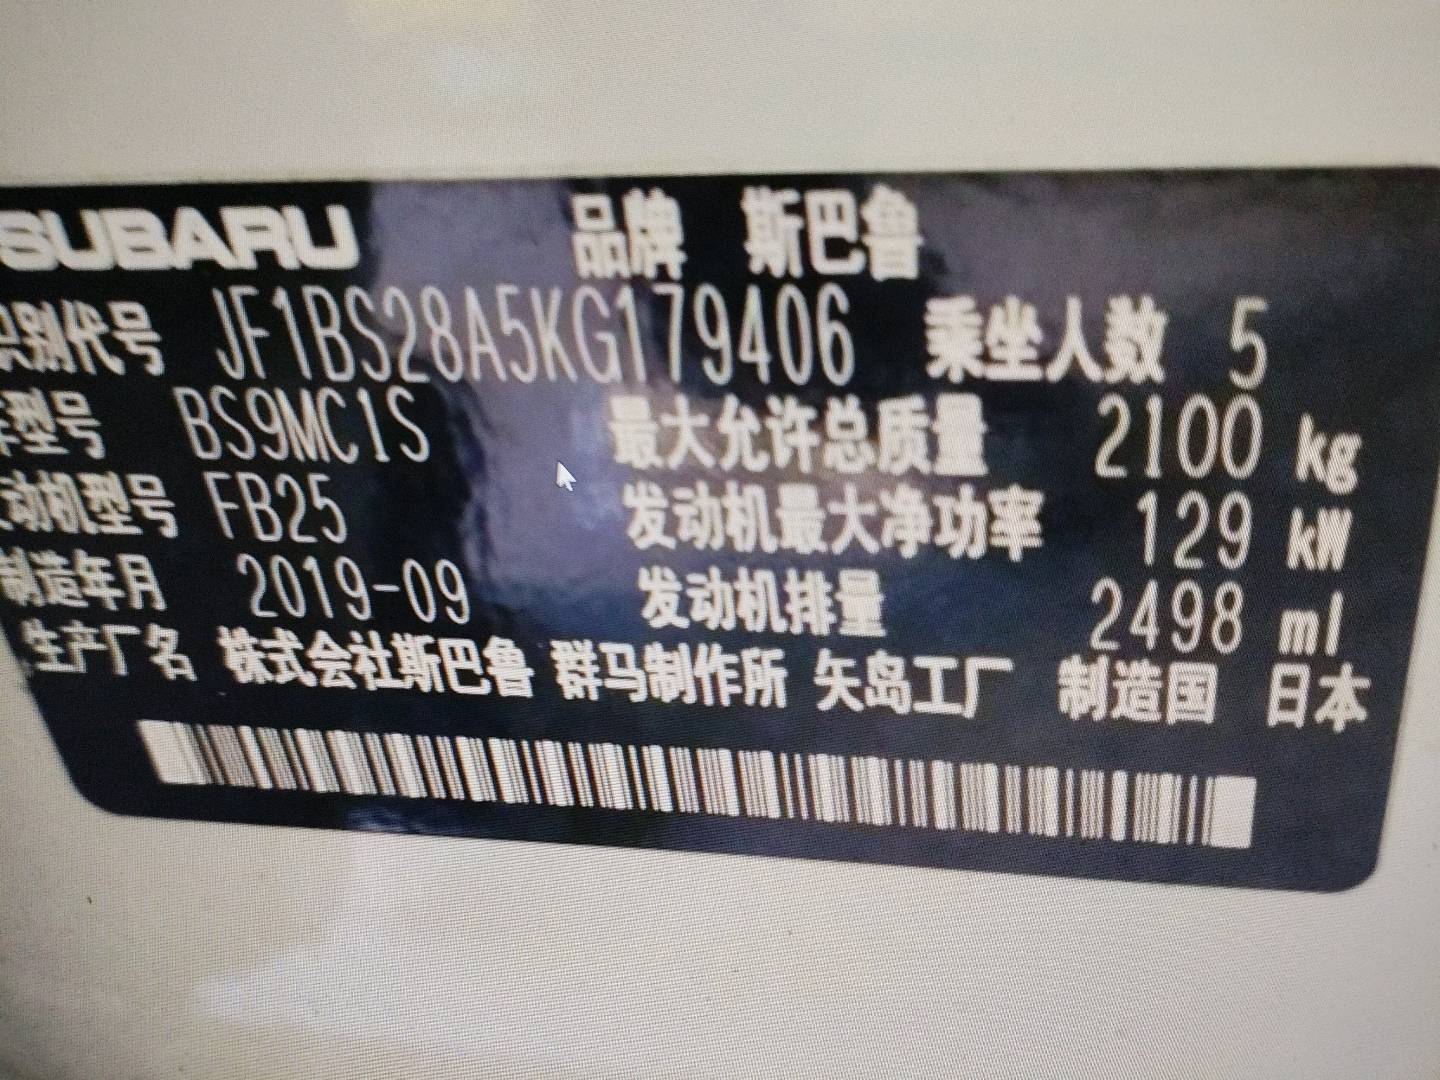 SUBARU 品牌 斯巴鲁
识别代号 JF1BS28A5KG179406 乘坐人数 5
车型号 BS9MC1S 最大允许总质量 2100 kg
发动机型号 FB25 发动机最大净功率 129 kW
制造年月 2019-09 发动机排量 2498 ml
生产厂名 株式会社斯巴鲁 群马制作所 矢岛工厂 制造国 日本